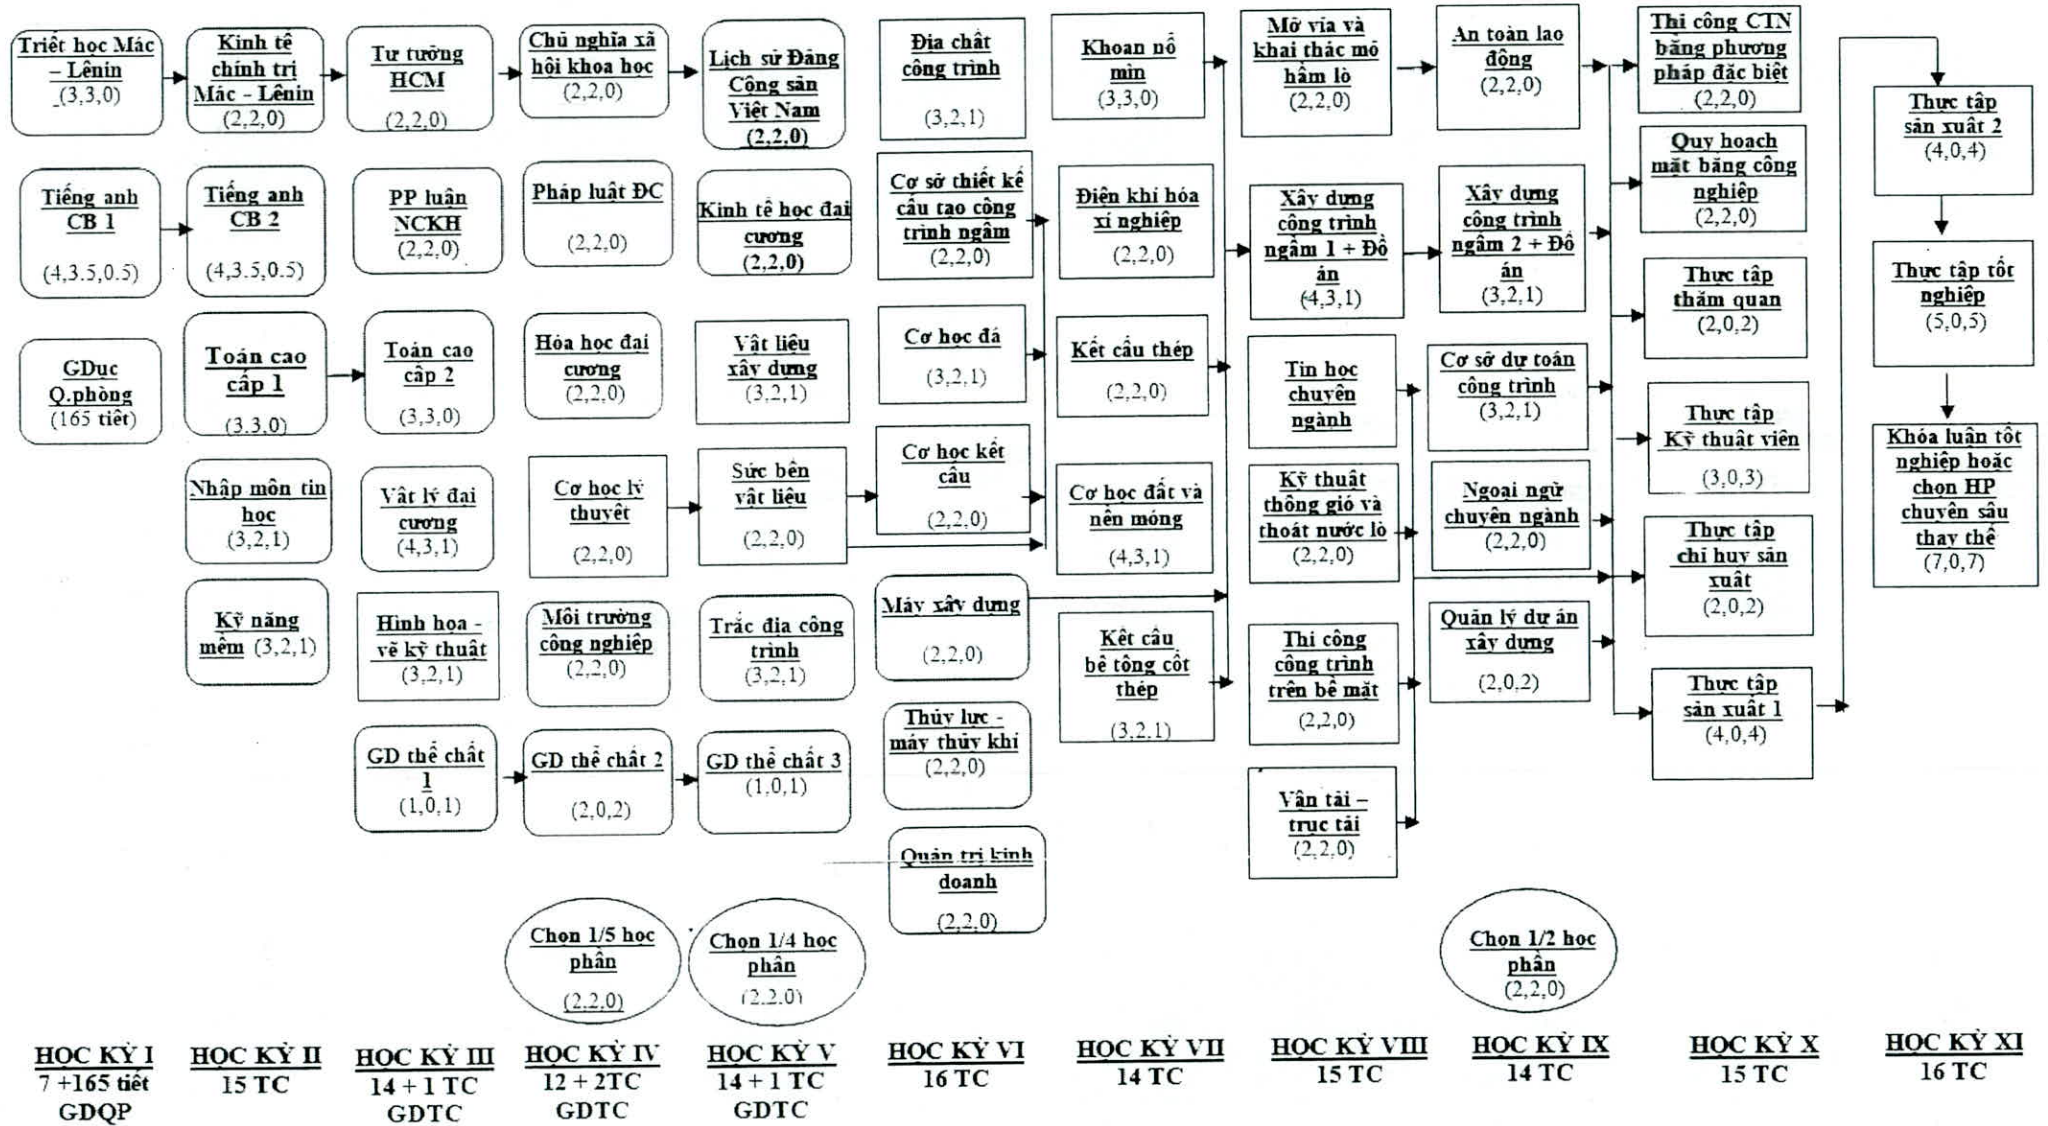 Triết học Mác
– Lênin
(3,3,0)
Tiếng anh
CB 1
(4,3.5,0.5)
GDục
Q.phòng
(165 tiết)
Kinh tế
chính trị
Mác - Lênin
(2,2,0)
Tiếng anh
CB 2
(4,3.5,0.5)
Toán cao
cấp 1
(3,3,0)
Nhập môn tin
học
(3,2,1)
Kỹ năng
mềm (3,2,1)
Tư tưởng
HCM
(2,2,0)
PP luận
NCKH
(2,2,0)
Toán cao
cấp 2
(3,3,0)
Vật lý đại
cương
(4,3,1)
Hình họa -
vẽ kỹ thuật
(3,2,1)
GD thể chất
1
(1,0,1)
Chủ nghĩa xã
hội khoa học
(2,2,0)
Pháp luật ĐC
(2,2,0)
Hóa học đại
cương
(2,2,0)
Cơ học lý
thuyết
(2,2,0)
Môi trường
công nghiệp
(2,2,0)
GD thể chất 2
(2,0,2)
Chọn 1/5 học
phần
(2,2,0)
Lịch sử Đảng
Cộng sản
Việt Nam
(2,2,0)
Kinh tế học đại
cương
(2,2,0)
Vật liệu
xây dựng
(3,2,1)
Sức bền
vật liệu
(2,2,0)
Trắc địa công
trình
(3,2,1)
GD thể chất 3
(1,0,1)
Chọn 1/4 học
phần
(2,2,0)
Địa chất
công trình
(3,2,1)
Cơ sở thiết kế
cấu tạo công
trình ngầm
(2,2,0)
Cơ học đá
(3,2,1)
Cơ học kết
cấu
(2,2,0)
Máy xây dựng
(2,2,0)
Thủy lực -
máy thủy khí
(2,2,0)
Quản trị kinh
doanh
(2,2,0)
Khoan nổ
mìn
(3,3,0)
Điện khí hóa
xí nghiệp
(2,2,0)
Kết cấu thép
(2,2,0)
Cơ học đất và
nền móng
(4,3,1)
Kết cấu
bê tông cốt
thép
(3,2,1)
Mở vỉa và
khai thác mỏ
hầm lò
(2,2,0)
Xây dựng
công trình
ngầm 1 + Đồ
án
(4,3,1)
Tin học
chuyên
ngành
Kỹ thuật
thông gió và
thoát nước lò
(2,2,0)
Thi công
công trình
trên bề mặt
(2,2,0)
Vận tải –
trục tải
(2,2,0)
An toàn lao
động
(2,2,0)
Xây dựng
công trình
ngầm 2 + Đồ
án
(3,2,1)
Cơ sở dự toán
công trình
(3,2,1)
Ngoại ngữ
chuyên ngành
(2,2,0)
Quản lý dự án
xây dựng
(2,0,2)
Chọn 1/2 học
phần
(2,2,0)
Thi công CTN
bằng phương
pháp đặc biệt
(2,2,0)
Quy hoạch
mặt bằng công
nghiệp
(2,2,0)
Thực tập
thăm quan
(2,0,2)
Thực tập
Kỹ thuật viên
(3,0,3)
Thực tập
chỉ huy sản
xuất
(2,0,2)
Thực tập
sản xuất 1
(4,0,4)
Thực tập
sản xuất 2
(4,0,4)
Thực tập tốt
nghiệp
(5,0,5)
Khóa luận tốt
nghiệp hoặc
chọn HP
chuyên sâu
thay thế
(7,0,7)
HỌC KỲ I
7 +165 tiết
GDQP
HỌC KỲ II
15 TC
HỌC KỲ III
14 + 1 TC
GDTC
HỌC KỲ IV
12 + 2TC
GDTC
HỌC KỲ V
14 + 1 TC
GDTC
HỌC KỲ VI
16 TC
HỌC KỲ VII
14 TC
HỌC KỲ VIII
15 TC
HỌC KỲ IX
14 TC
HỌC KỲ X
15 TC
HỌC KỲ XI
16 TC